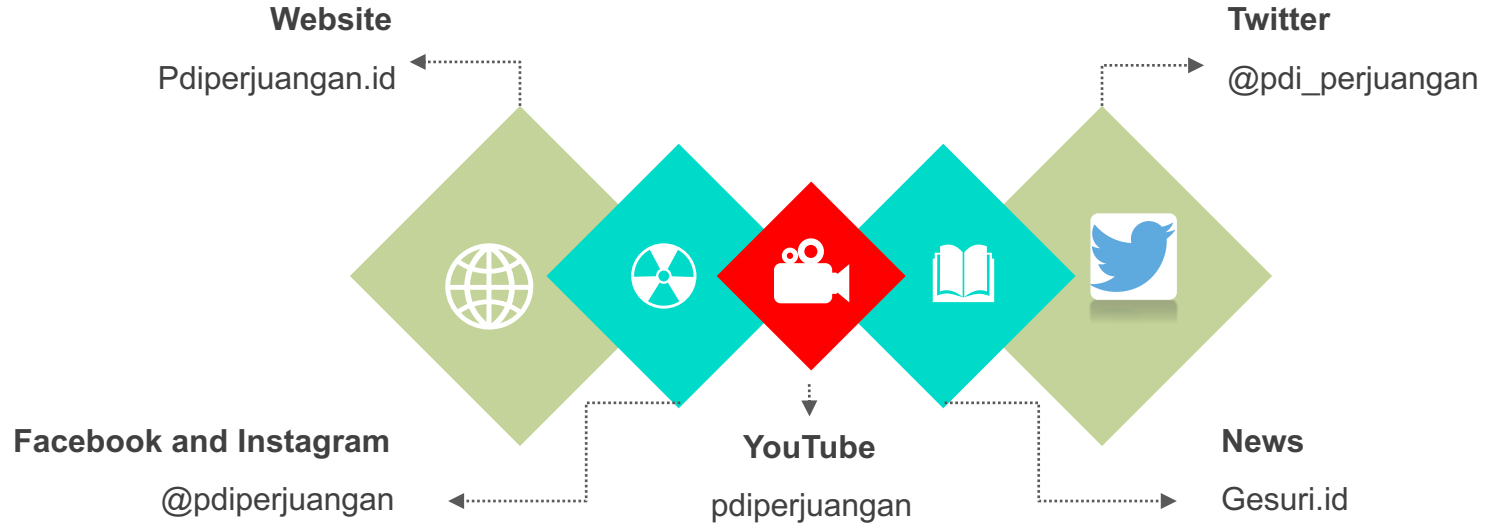 Website
Pdiperjuangan.id
Twitter
@pdi_perjuangan
Facebook and Instagram
@pdiperjuangan
YouTube
pdiperjuangan
News
Gesuri.id